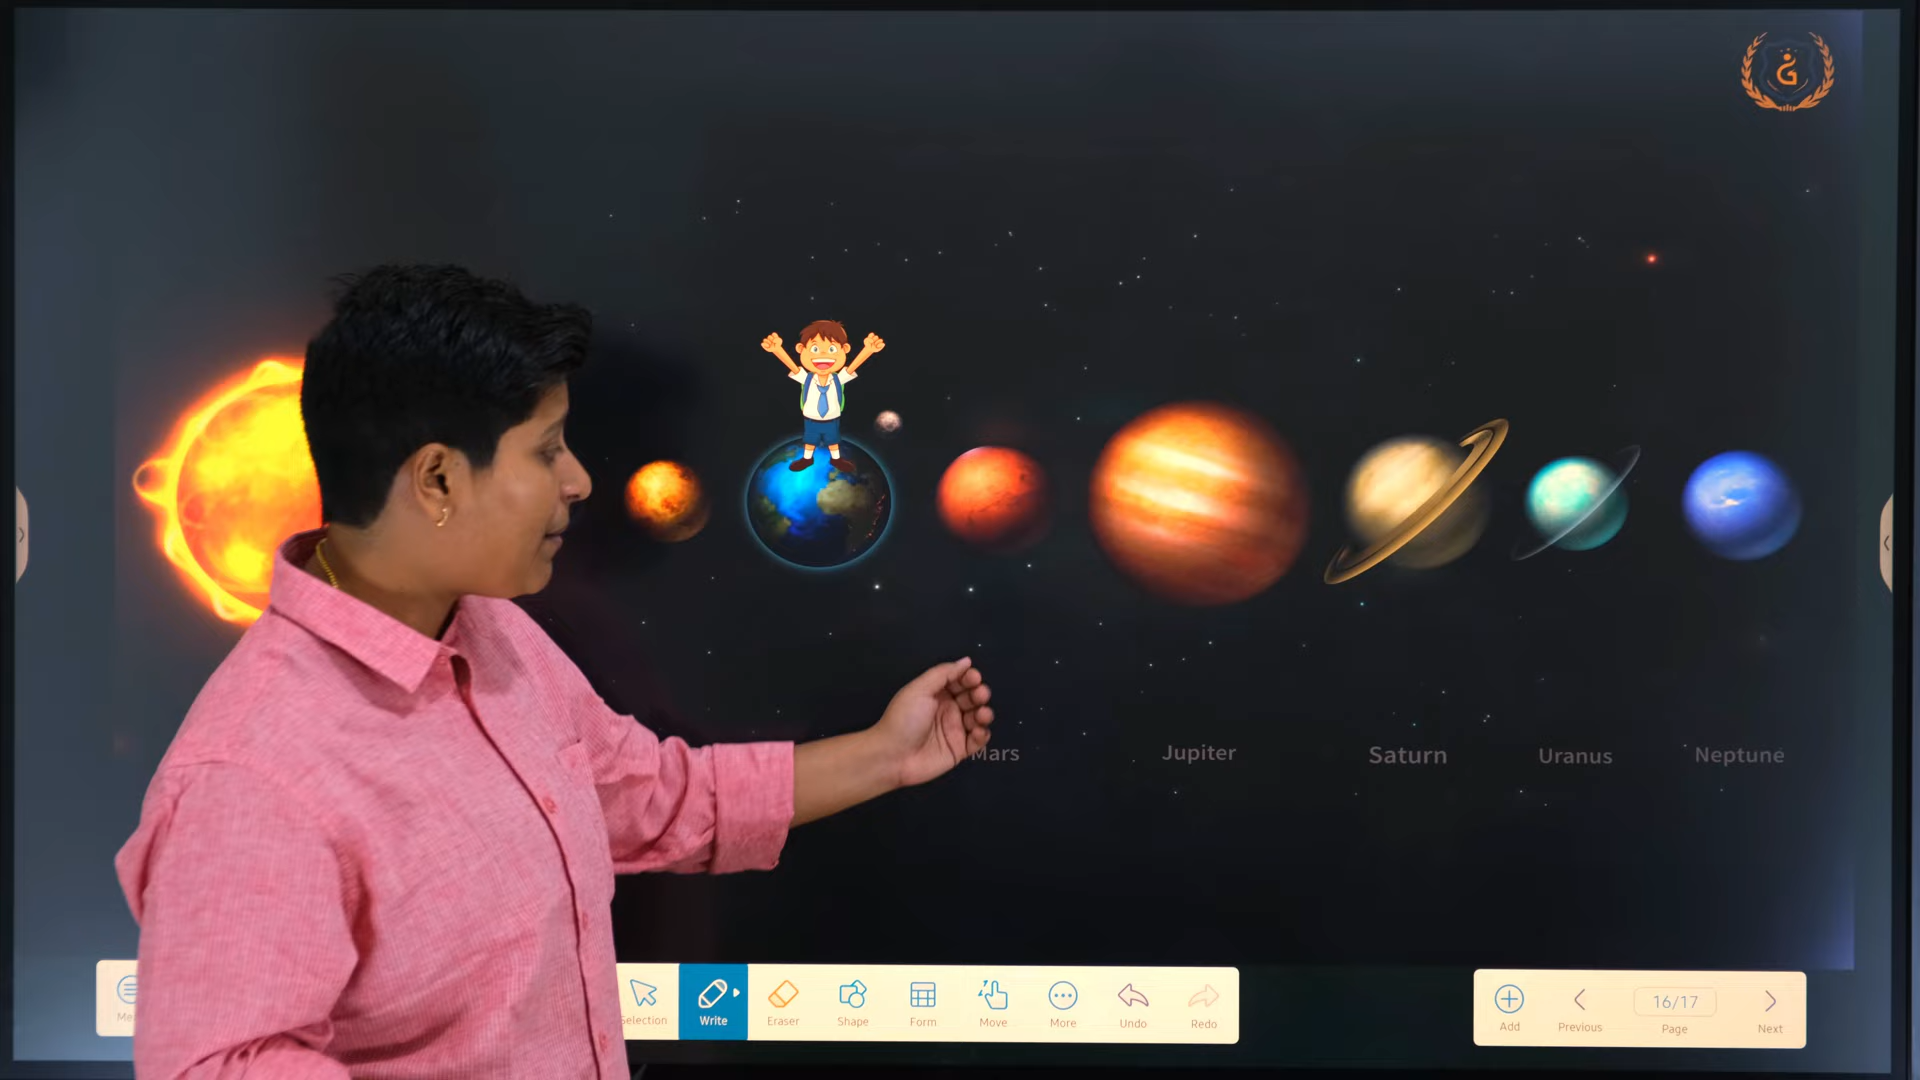 Mars Jupiter Saturn Uranus Neptune
Selection Write Eraser Shape Form Move More Undo Redo
16/17
Add Previous Page Next